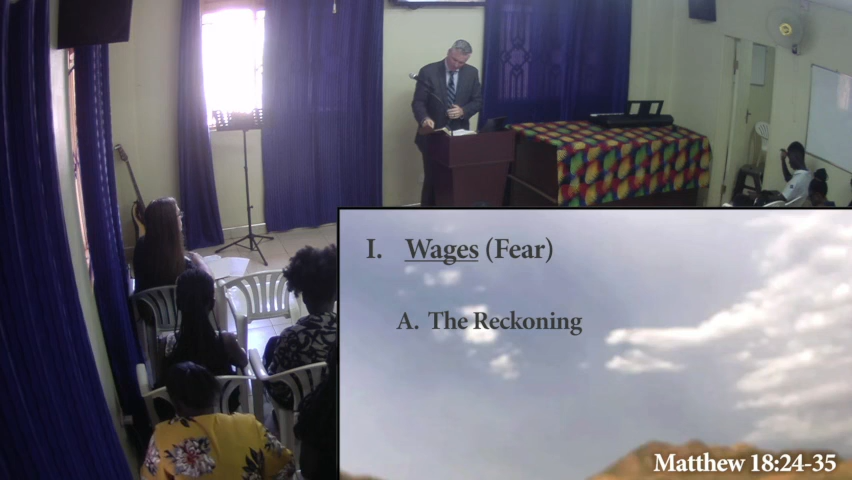 I. Wages (Fear)
A. The Reckoning
Matthew 18:24-35